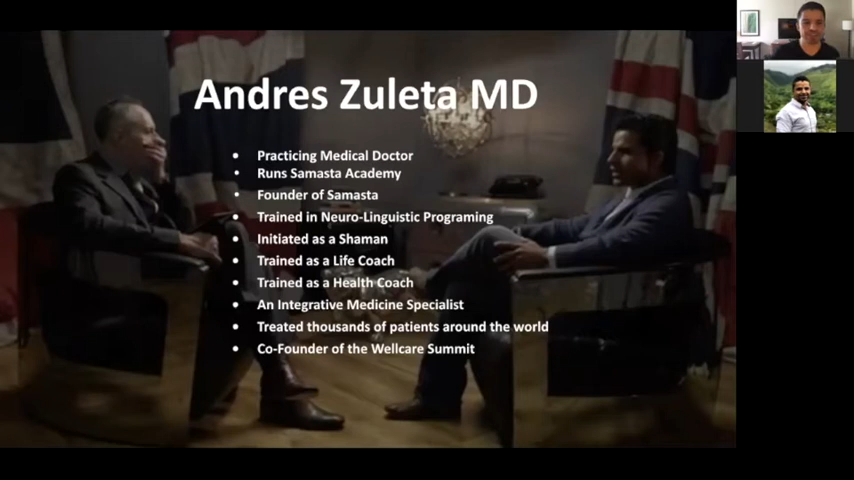 Andres Zuleta MD
• Practicing Medical Doctor
• Runs Samasta Academy
• Founder of Samasta
• Trained in Neuro-Linguistic Programing
• Initiated as a Shaman
• Trained as a Life Coach
• Trained as a Health Coach
• An Integrative Medicine Specialist
• Treated thousands of patients around the world
• Co-Founder of the Wellcare Summit